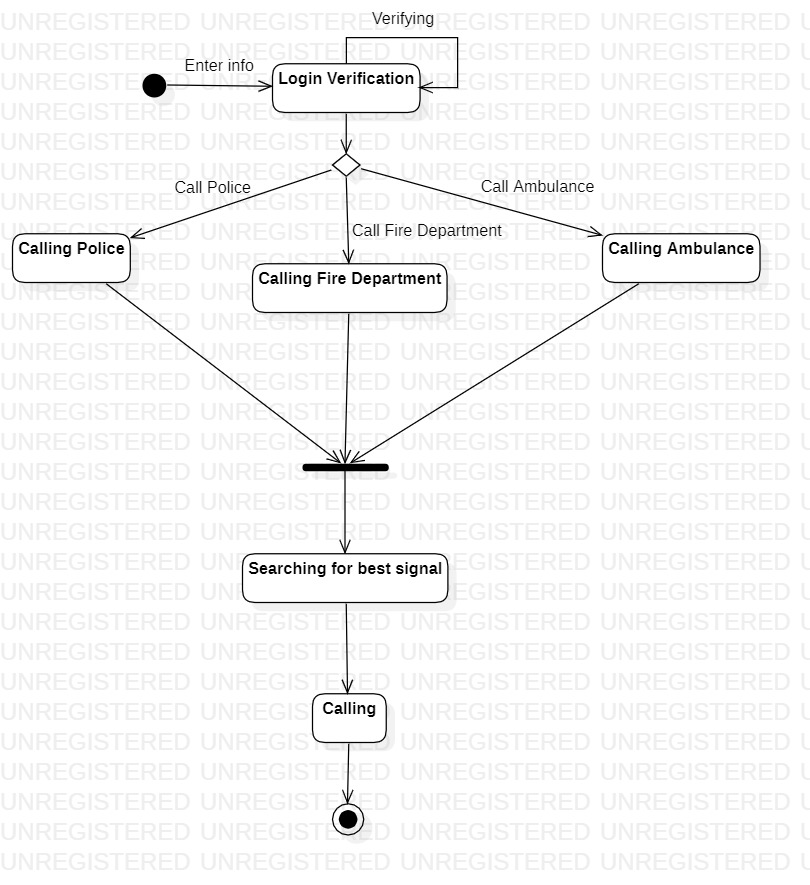 Verifying
Enter info
Login Verification
Call Police
Call Ambulance
Call Fire Department
Calling Police
Calling Ambulance
Calling Fire Department
Searching for best signal
Calling
UNREGISTERED